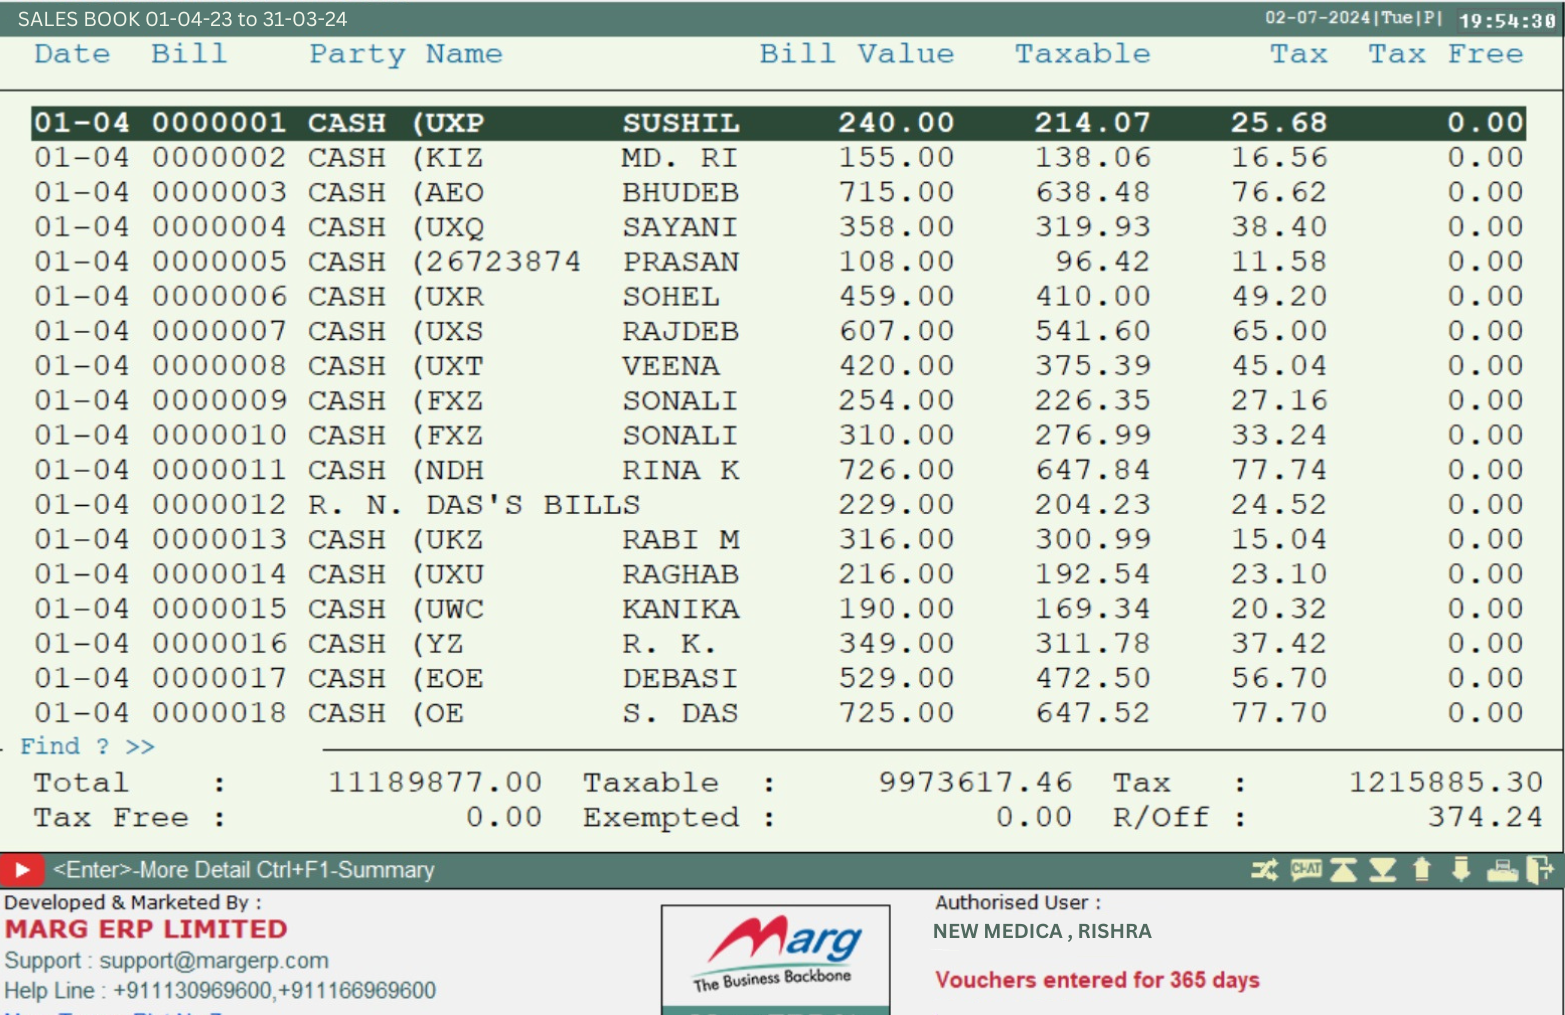 SALES BOOK 01-04-23 to 31-03-24 02-07-2024|Tue|P| 19:54:30
Date Bill Party Name Bill Value Taxable Tax Tax Free
01-04 0000001 CASH (UXP SUSHIL 240.00 214.07 25.68 0.00
01-04 0000002 CASH (KIZ MD. RI 155.00 138.06 16.56 0.00
01-04 0000003 CASH (AEO BHUDEB 715.00 638.48 76.62 0.00
01-04 0000004 CASH (UXQ SAYANI 358.00 319.93 38.40 0.00
01-04 0000005 CASH (26723874 PRASAN 108.00 96.42 11.58 0.00
01-04 0000006 CASH (UXR SOHEL 459.00 410.00 49.20 0.00
01-04 0000007 CASH (UXS RAJDEB 607.00 541.60 65.00 0.00
01-04 0000008 CASH (UXT VEENA 420.00 375.39 45.04 0.00
01-04 0000009 CASH (FXZ SONALI 254.00 226.35 27.16 0.00
01-04 0000010 CASH (FXZ SONALI 310.00 276.99 33.24 0.00
01-04 0000011 CASH (NDH RINA K 726.00 647.84 77.74 0.00
01-04 0000012 R. N. DAS'S BILLS 229.00 204.23 24.52 0.00
01-04 0000013 CASH (UKZ RABI M 316.00 300.99 15.04 0.00
01-04 0000014 CASH (UXU RAGHAB 216.00 192.54 23.10 0.00
01-04 0000015 CASH (UWC KANIKA 190.00 169.34 20.32 0.00
01-04 0000016 CASH (YZ R. K. 349.00 311.78 37.42 0.00
01-04 0000017 CASH (EOE DEBASI 529.00 472.50 56.70 0.00
01-04 0000018 CASH (OE S. DAS 725.00 647.52 77.70 0.00
Find ? >>
Total : 11189877.00 Taxable : 9973617.46 Tax : 1215885.30
Tax Free : 0.00 Exempted : 0.00 R/Off : 374.24
<Enter>-More Detail Ctrl+F1-Summary CHAT
Developed & Marketed By :
MARG ERP LIMITED
Support : support@margerp.com
Help Line : +911130969600,+911166969600
Marg
The Business Backbone
Authorised User :
NEW MEDICA , RISHRA
Vouchers entered for 365 days